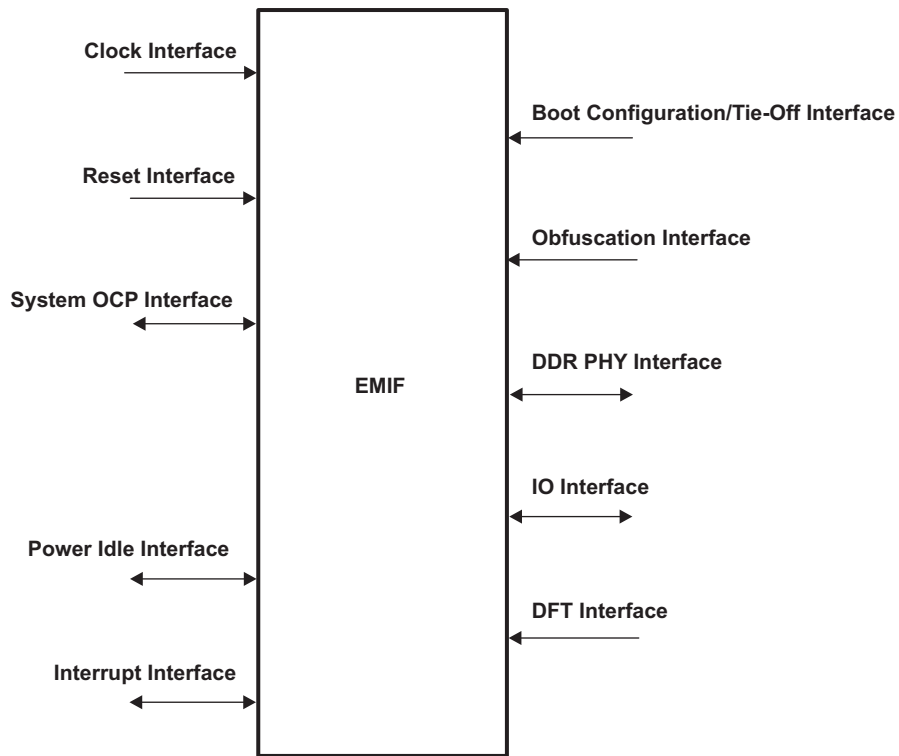 Clock Interface
Boot Configuration/Tie-Off Interface
Reset Interface
Obfuscation Interface
System OCP Interface
DDR PHY Interface
EMIF
IO Interface
Power Idle Interface
DFT Interface
Interrupt Interface